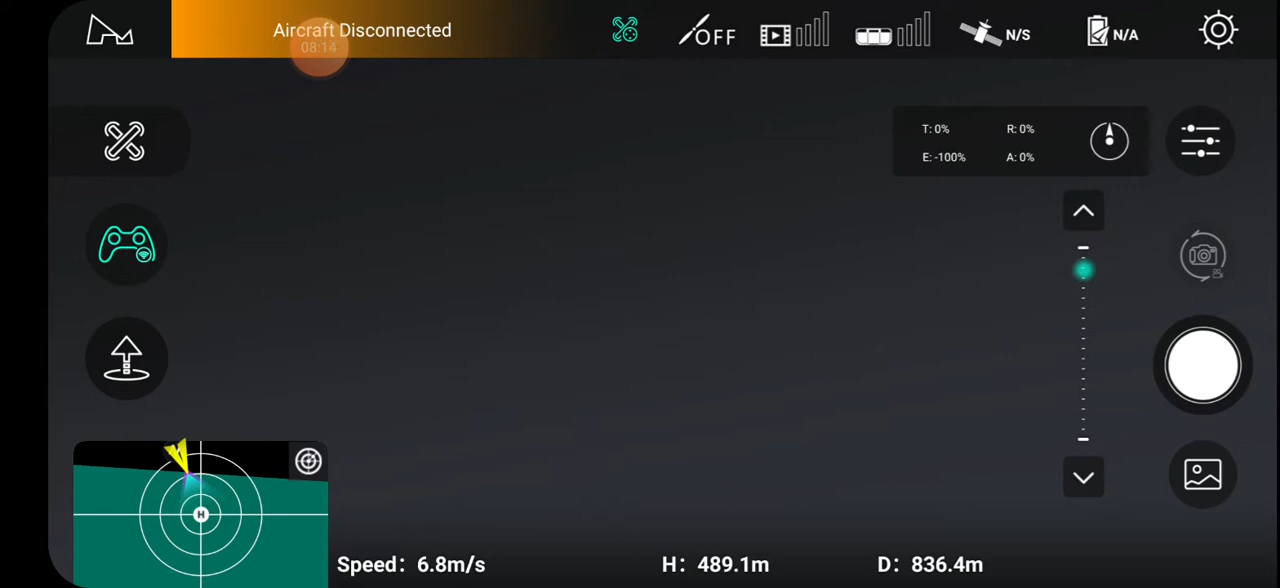 Aircraft Disconnected
08:14
OFF
N/S
N/A
T: 0%
R: 0%
E: -100%
A: 0%
H
Speed: 6.8m/s
H: 489.1m
D: 836.4m